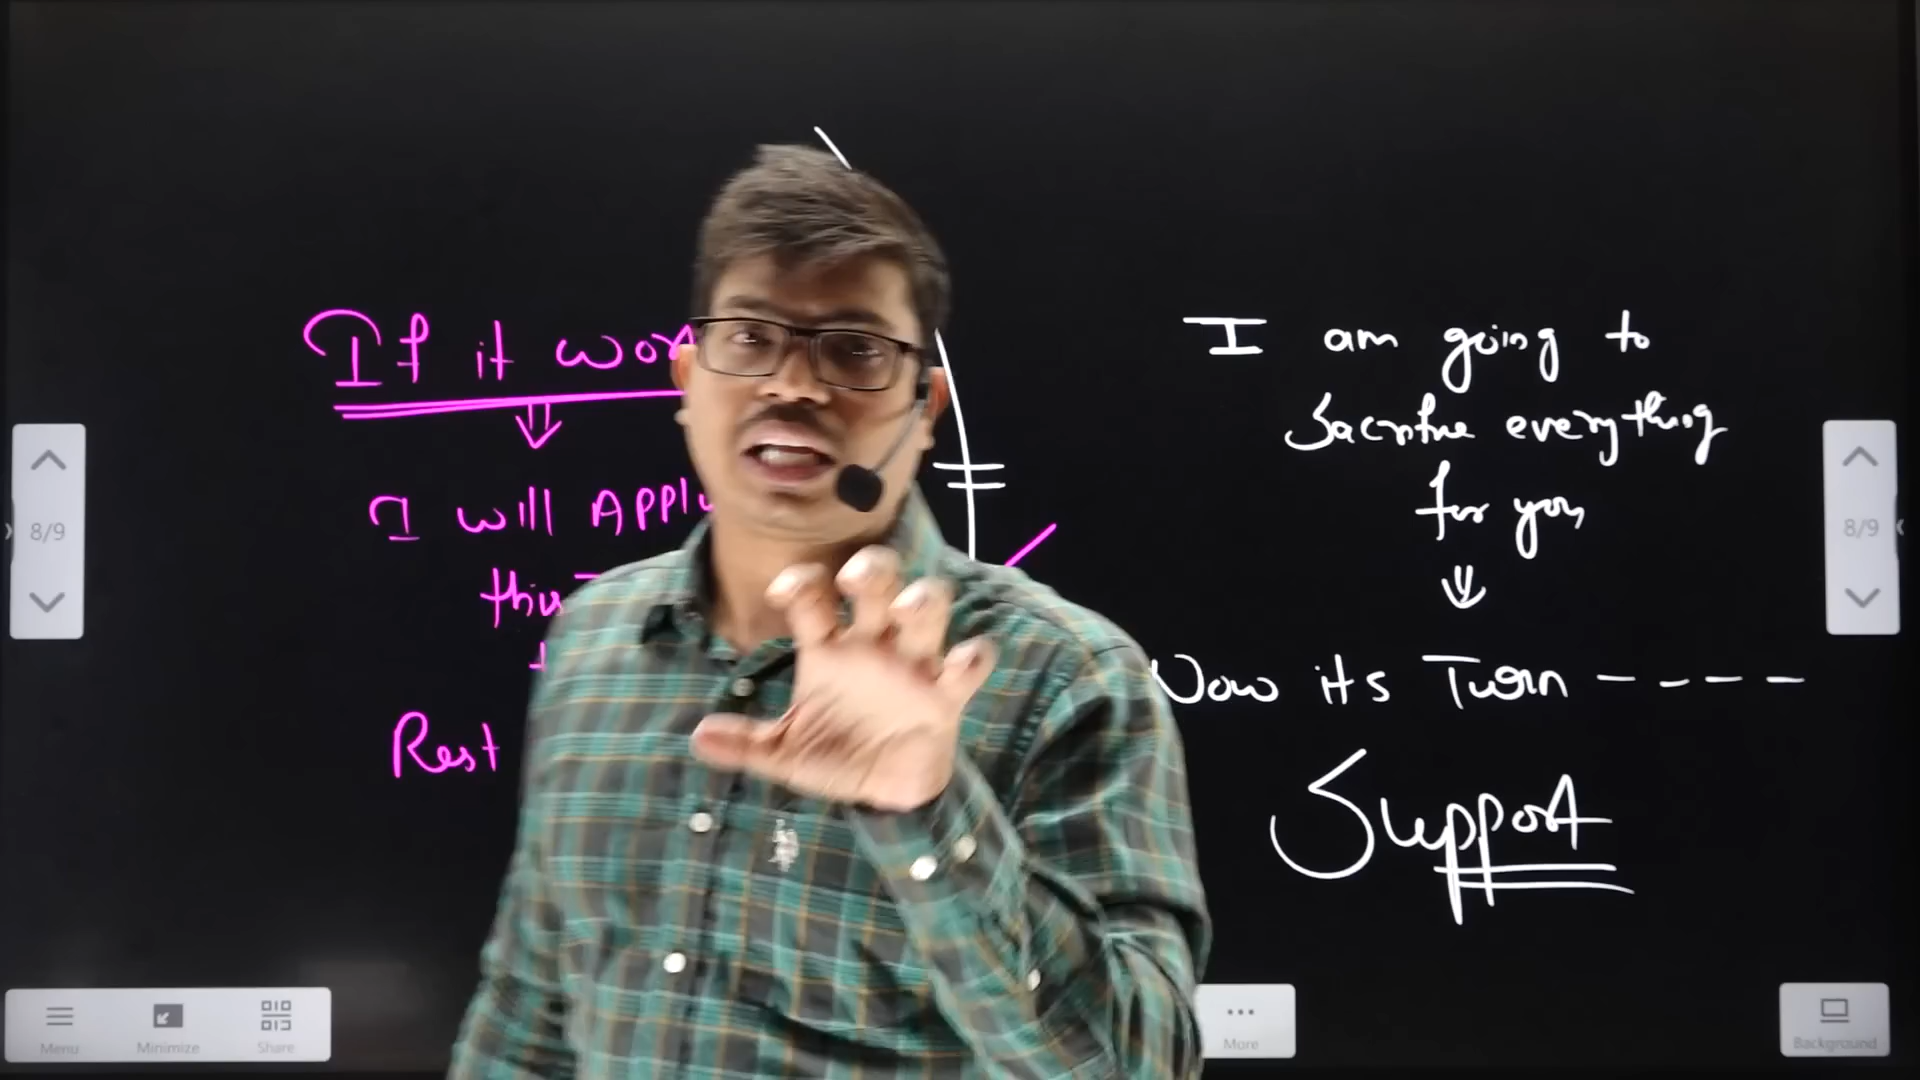 If it wor
I will Apply
this
Rest
I am going to
Sacrifice everything
for you
Now its Turn ----
Support
8/9
8/9
Menu
Minimize
Share
More
Background